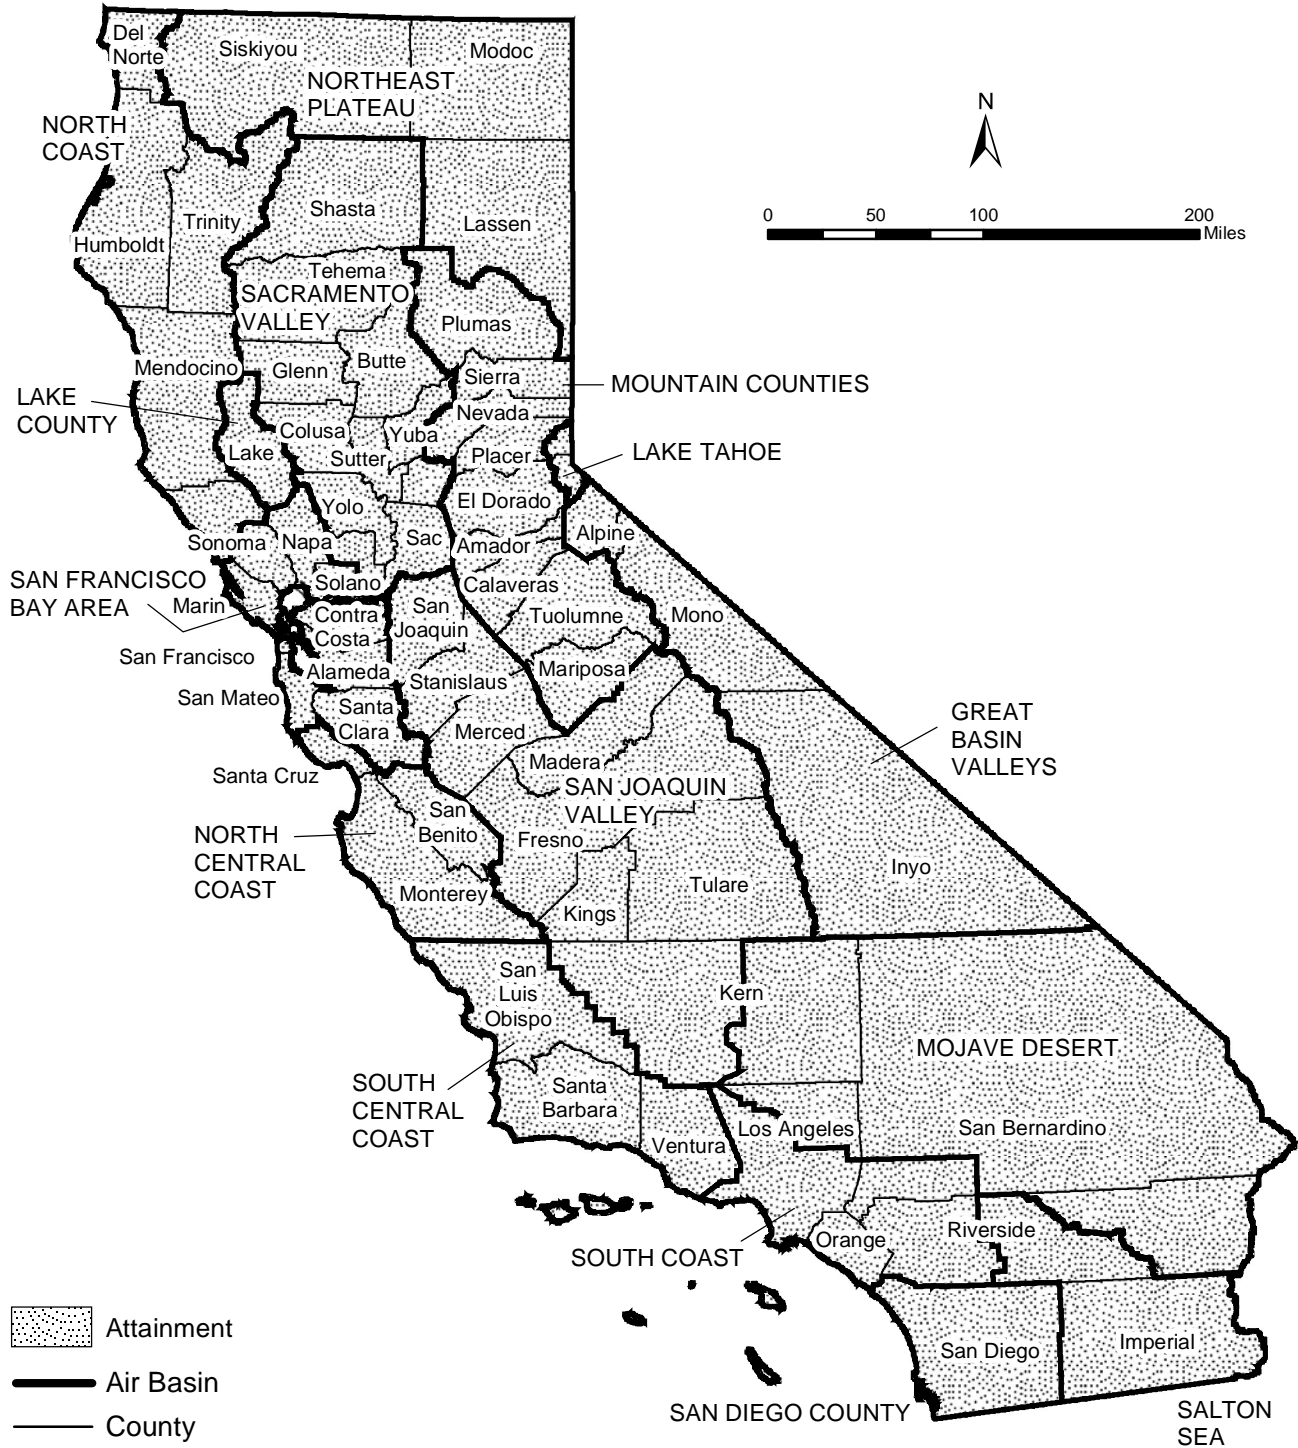 Del
Norte
Siskiyou
Modoc
NORTHEAST
PLATEAU
NORTH
COAST
N
0 50 100 200
Miles
Shasta
Trinity
Lassen
Humboldt
Tehema
SACRAMENTO
VALLEY
Plumas
Mendocino
Glenn
Butte
Sierra
MOUNTAIN COUNTIES
LAKE
COUNTY
Nevada
Colusa
Yuba
Lake
Sutter
Placer
LAKE TAHOE
Yolo
El Dorado
Sonoma
Napa
Sac
Amador
Alpine
SAN FRANCISCO
BAY AREA
Solano
Calaveras
Marin
Contra
Costa
San
Joaquin
Tuolumne
Mono
San Francisco
Alameda
Stanislaus
Mariposa
San Mateo
Santa
Clara
Merced
GREAT
BASIN
VALLEYS
Santa Cruz
Madera
SAN JOAQUIN
VALLEY
San
Benito
NORTH
CENTRAL
COAST
Fresno
Inyo
Monterey
Kings
Tulare
San
Luis
Obispo
Kern
MOJAVE DESERT
SOUTH
CENTRAL
COAST
Santa
Barbara
Los Angeles
San Bernardino
Ventura
Orange
Riverside
SOUTH COAST
Attainment
Air Basin
County
San Diego
Imperial
SAN DIEGO COUNTY
SALTON
SEA